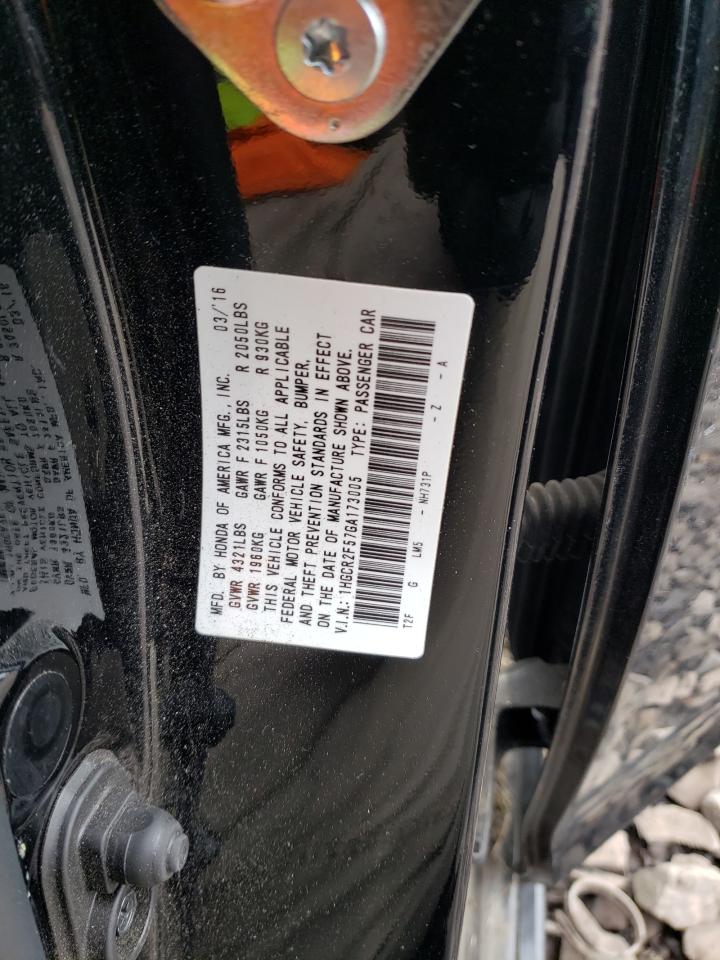 MFD. BY HONDA OF AMERICA MFG., INC. 03/'16
GVWR 4321LBS GAWR F 2315LBS R 2050LBS
GVWR 1960KG GAWR F 1050KG R 930KG
THIS VEHICLE CONFORMS TO ALL APPLICABLE
FEDERAL MOTOR VEHICLE SAFETY, BUMPER,
AND THEFT PREVENTION STANDARDS IN EFFECT
ON THE DATE OF MANUFACTURE SHOWN ABOVE.
V.I.N.: 1HGCR2F57GA173005 TYPE: PASSENGER CAR
T2F G LM5 - NH731P - Z - A